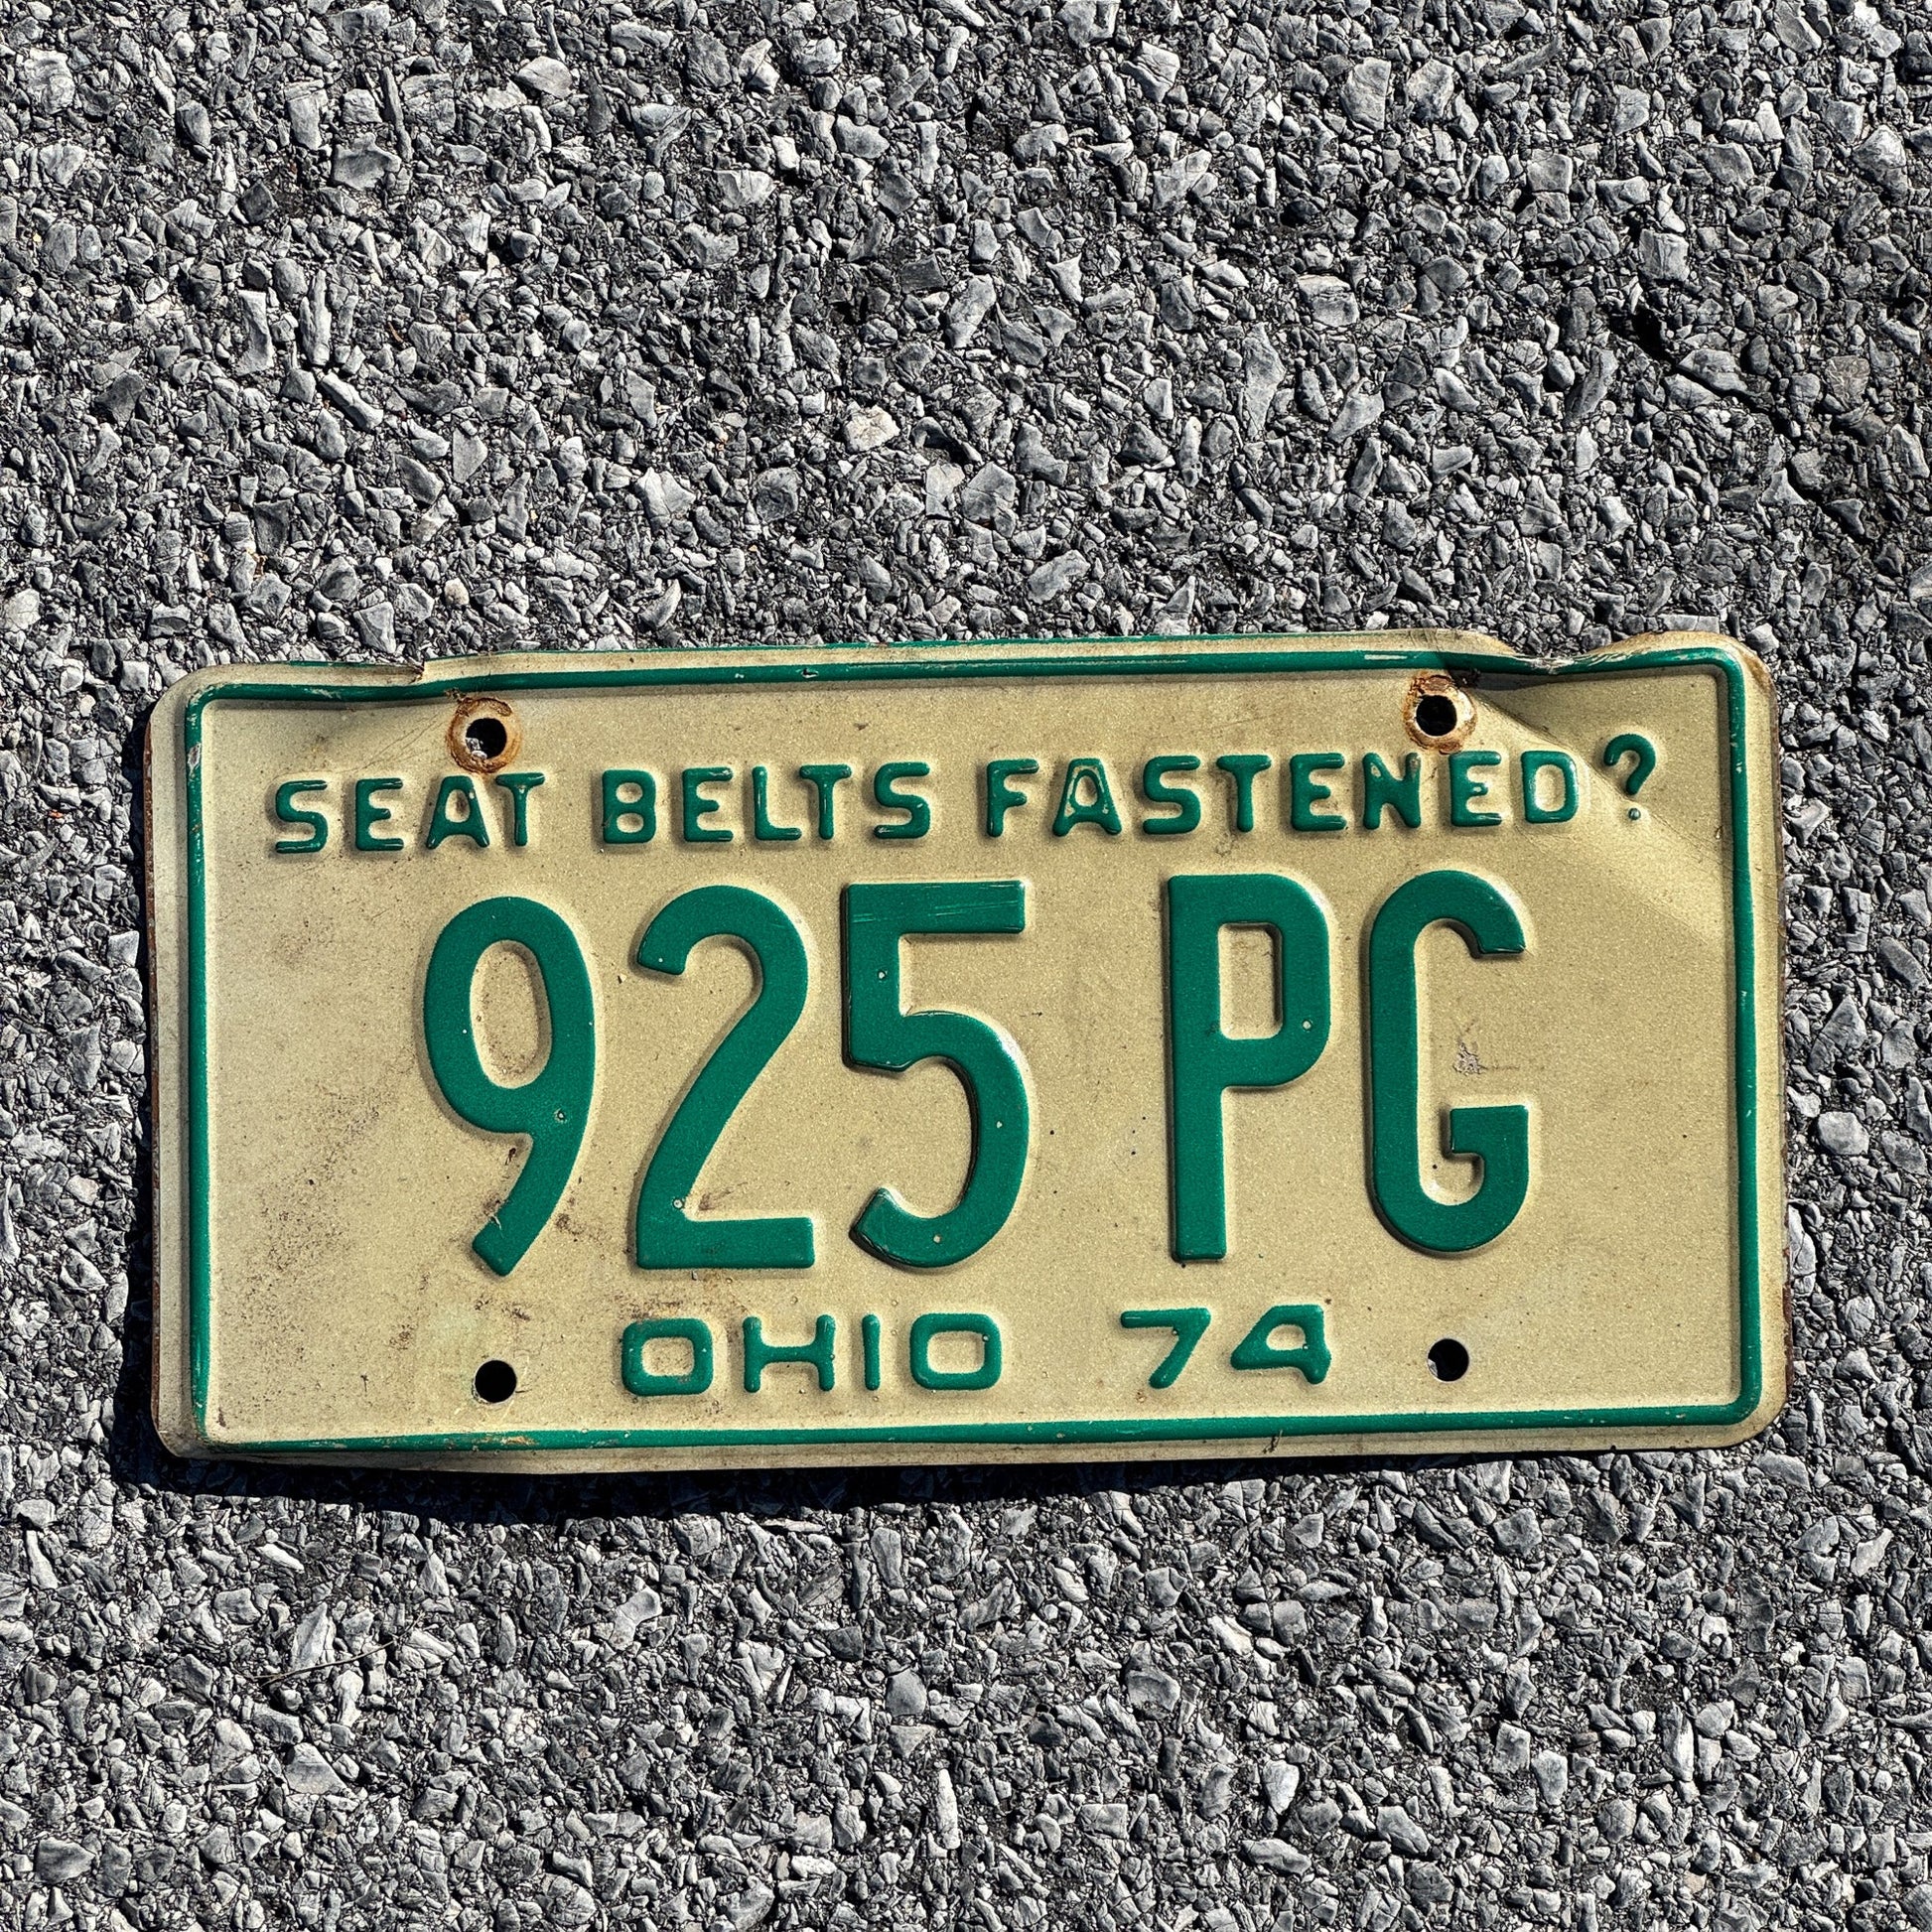 SEAT BELTS FASTENED?
925 PG
OHIO 74